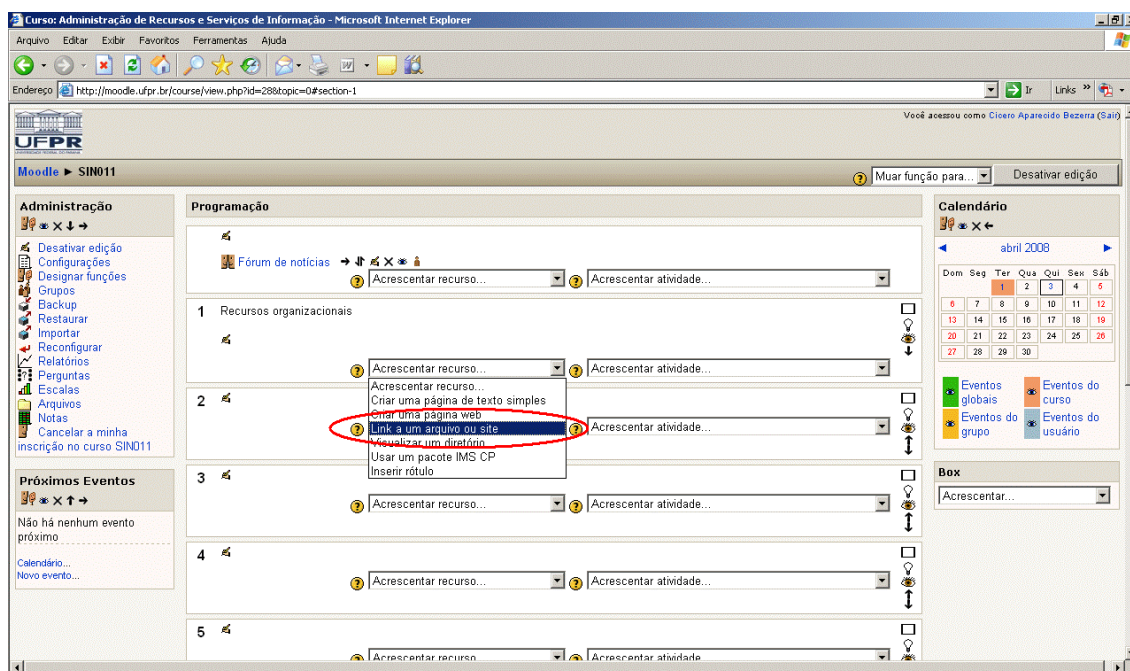 Curso: Administração de Recursos e Serviços de Informação - Microsoft Internet Explorer
Arquivo Editar Exibir Favoritos Ferramentas Ajuda
Endereço http://moodle.ufpr.br/course/view.php?id=28&topic=0#section-1 Ir Links »
Você acessou como Cicero Aparecido Bezerra (Sair)
UFPR
Moodle ► SIN011
Muar função para... Desativar edição
Administração
Desativar edição
Configurações
Designar funções
Grupos
Backup
Restaurar
Importar
Reconfigurar
Relatórios
Perguntas
Escalas
Arquivos
Notas
Cancelar a minha
inscrição no curso SIN011
Próximos Eventos
Não há nenhum evento
próximo
Calendário...
Novo evento...
Programação
Fórum de notícias
Acrescentar recurso... Acrescentar atividade...
1 Recursos organizacionais
Acrescentar recurso... Acrescentar atividade...
Acrescentar recurso...
Criar uma página de texto simples
Criar uma página web
Link a um arquivo ou site
Visualizar um diretório
Usar um pacote IMS CP
Inserir rótulo
2
Acrescentar atividade...
3
Acrescentar recurso... Acrescentar atividade...
4
Acrescentar recurso... Acrescentar atividade...
5
Acrescentar recurso... Acrescentar atividade...
Calendário
abril 2008
Dom Seg Ter Qua Qui Sex Sáb
1 2 3 4 5
6 7 8 9 10 11 12
13 14 15 16 17 18 19
20 21 22 23 24 25 26
27 28 29 30
Eventos globais
Eventos do curso
Eventos do grupo
Eventos do usuário
Box
Acrescentar...